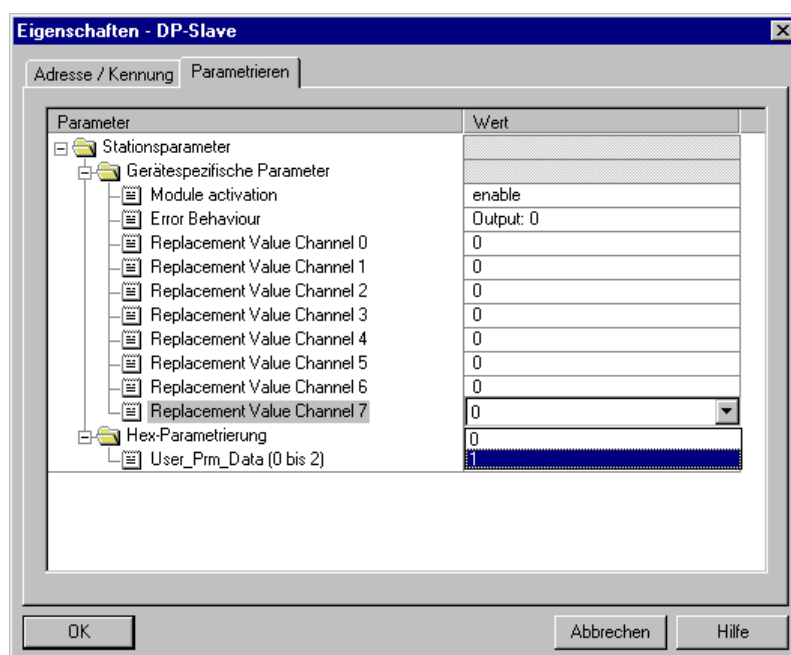 Eigenschaften - DP-Slave
Adresse / Kennung Parametrieren
Parameter Wert
Stationsparameter
Gerätespezifische Parameter
Module activation enable
Error Behaviour Output: 0
Replacement Value Channel 0 0
Replacement Value Channel 1 0
Replacement Value Channel 2 0
Replacement Value Channel 3 0
Replacement Value Channel 4 0
Replacement Value Channel 5 0
Replacement Value Channel 6 0
Replacement Value Channel 7 0
Hex-Parametrierung 0
User_Prm_Data (0 bis 2) 1
OK Abbrechen Hilfe